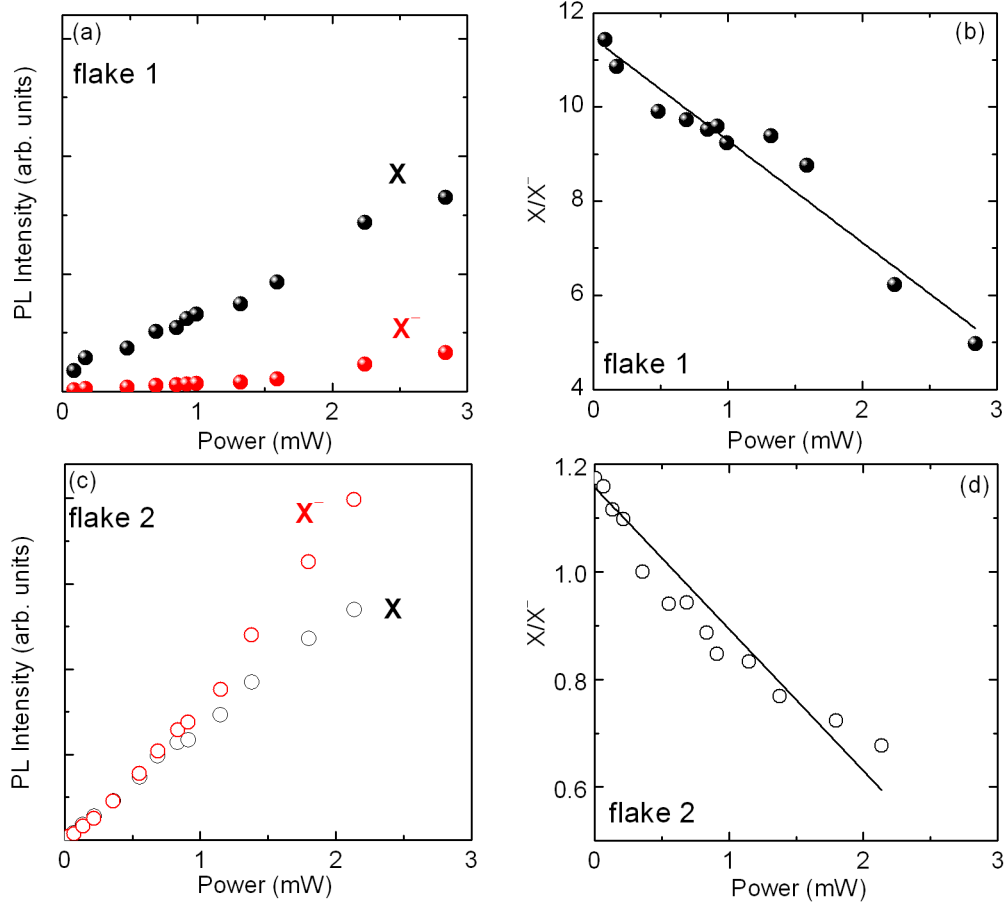 (a)
flake 1
X
X⁻
PL Intensity (arb. units)
0 1 2 3
Power (mW)
12
10
8
6
4
(b)
X/X⁻
flake 1
0 1 2 3
Power (mW)
(c)
flake 2
X⁻
X
PL Intensity (arb. units)
0 1 2 3
Power (mW)
1.2
1.0
0.8
0.6
(d)
X/X⁻
flake 2
0 1 2 3
Power (mW)